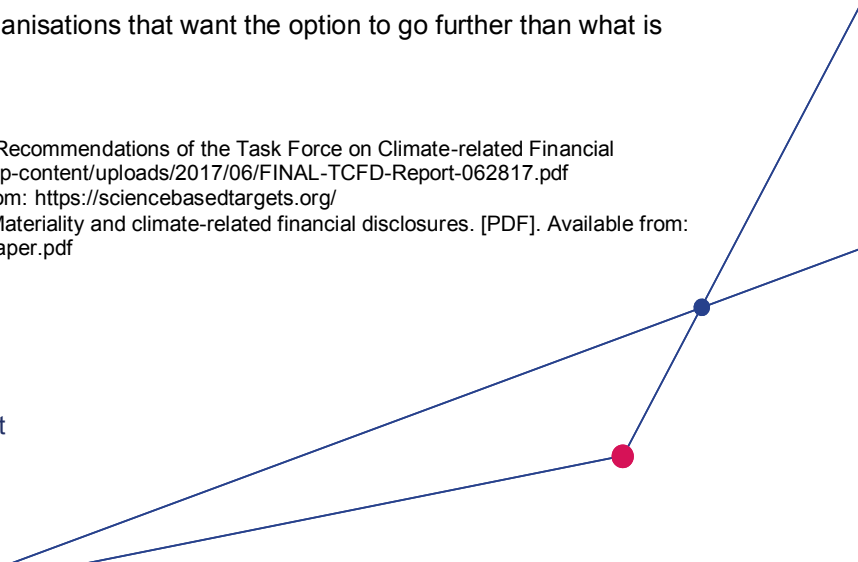 anisations that want the option to go further than what is
Recommendations of the Task Force on Climate-related Financial
p-content/uploads/2017/06/FINAL-TCFD-Report-062817.pdf
om: https://sciencebasedtargets.org/
Materiality and climate-related financial disclosures. [PDF]. Available from:
aper.pdf
t